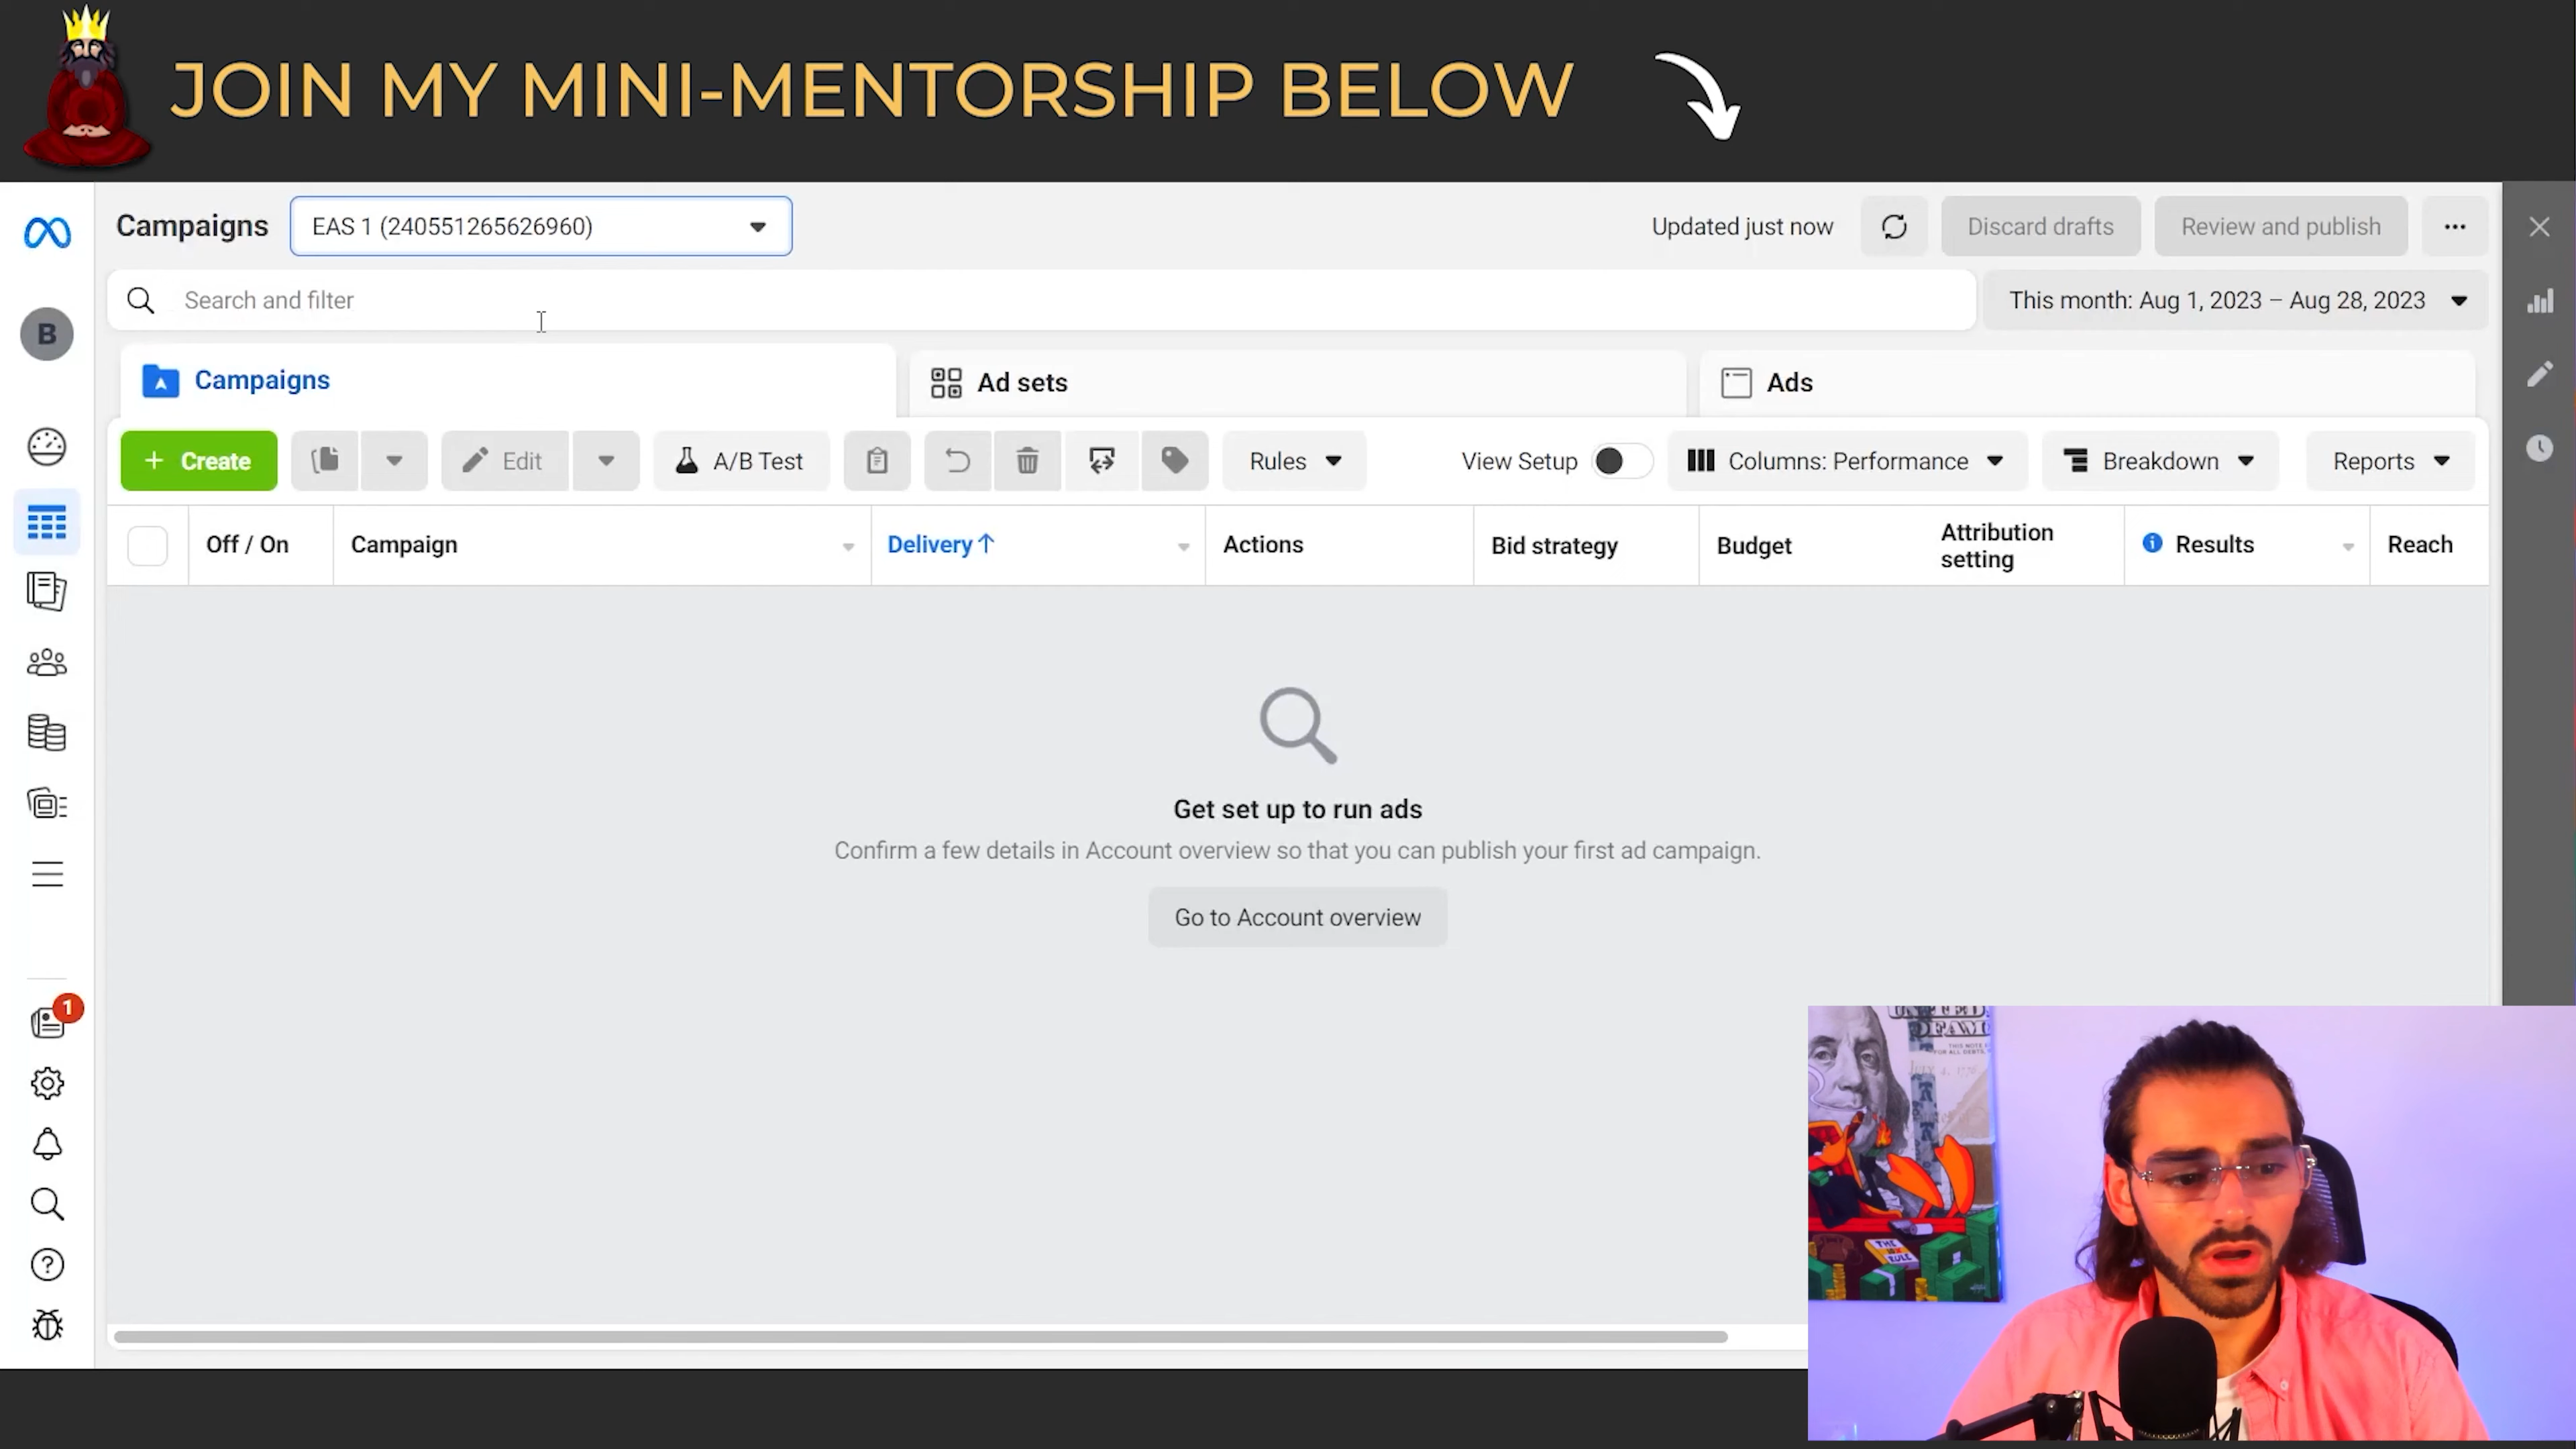 JOIN MY MINI-MENTORSHIP BELOW
Campaigns
EAS 1 (240551265626960)
Updated just now
Discard drafts
Review and publish
Search and filter
This month: Aug 1, 2023 – Aug 28, 2023
B
Campaigns
Ad sets
Ads
+ Create
Edit
A/B Test
Rules
View Setup
Columns: Performance
Breakdown
Reports
Off / On
Campaign
Delivery ↑
Actions
Bid strategy
Budget
Attribution
setting
Results
Reach
Get set up to run ads
Confirm a few details in Account overview so that you can publish your first ad campaign.
Go to Account overview
1
THE
RULE